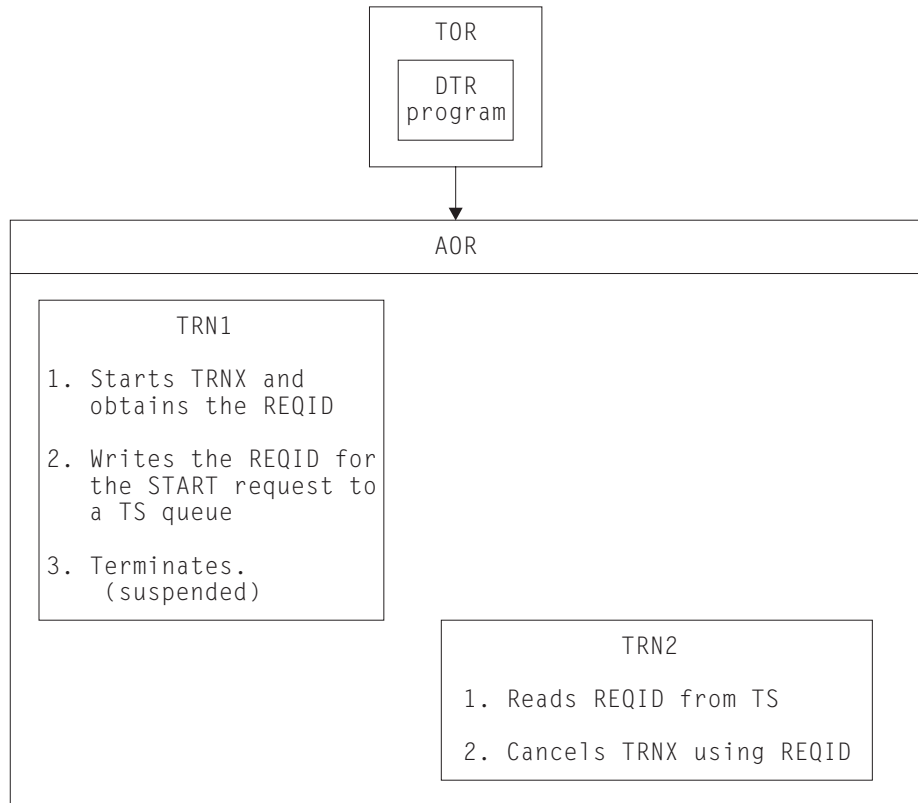 TOR
DTR
program
AOR
TRN1
1. Starts TRNX and
obtains the REQID
2. Writes the REQID for
the START request to
a TS queue
3. Terminates.
(suspended)
TRN2
1. Reads REQID from TS
2. Cancels TRNX using REQID